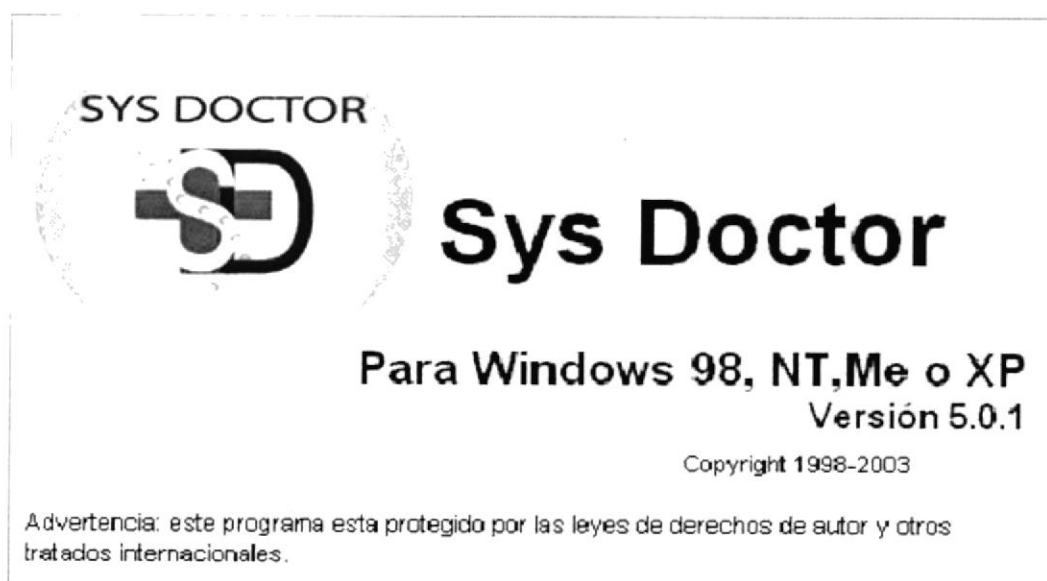 SYS DOCTOR
SD
Sys Doctor
Para Windows 98, NT,Me o XP
Versión 5.0.1
Copyright 1998-2003
Advertencia: este programa esta protegido por las leyes de derechos de autor y otros
tratados internacionales.